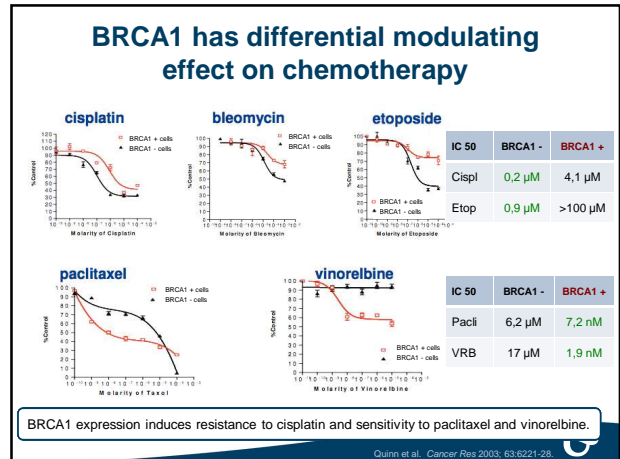 BRCA1 has differential modulating
effect on chemotherapy
cisplatin
BRCA1 + cells
BRCA1 - cells
%Control
Molarity of Cisplatin
bleomycin
BRCA1 + cells
BRCA1 - cells
%Control
Molarity of Bleomycin
etoposide
BRCA1 + cells
BRCA1 - cells
%Control
Molarity of Etoposide
IC 50 BRCA1 - BRCA1 +
Cispl 0,2 µM 4,1 µM
Etop 0,9 µM >100 µM
paclitaxel
BRCA1 + cells
BRCA1 - cells
%Control
Molarity of Taxol
vinorelbine
BRCA1 + cells
BRCA1 - cells
%Control
Molarity of Vinorelbine
IC 50 BRCA1 - BRCA1 +
Pacli 6,2 µM 7,2 nM
VRB 17 µM 1,9 nM
BRCA1 expression induces resistance to cisplatin and sensitivity to paclitaxel and vinorelbine.
Quinn et al. Cancer Res 2003; 63:6221-28.